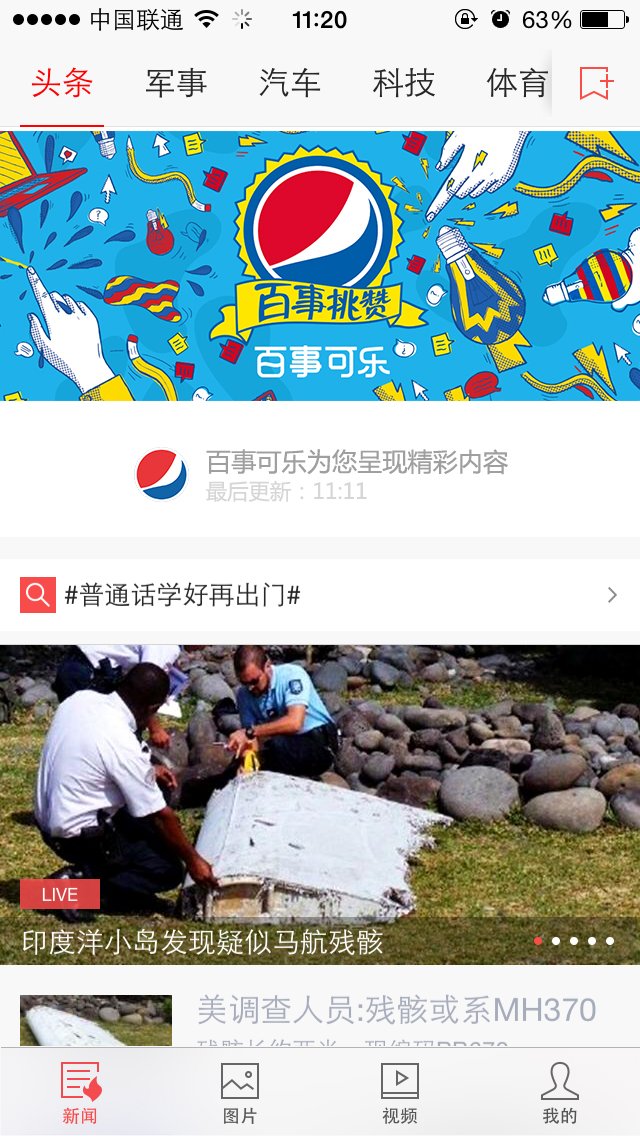 中国联通 11:20 63%
头条 军事 汽车 科技 体育
百事挑赞
百事可乐
百事可乐为您呈现精彩内容
最后更新：11:11
#普通话学好再出门#
LIVE
印度洋小岛发现疑似马航残骸
美调查人员:残骸或系MH370
新闻 图片 视频 我的